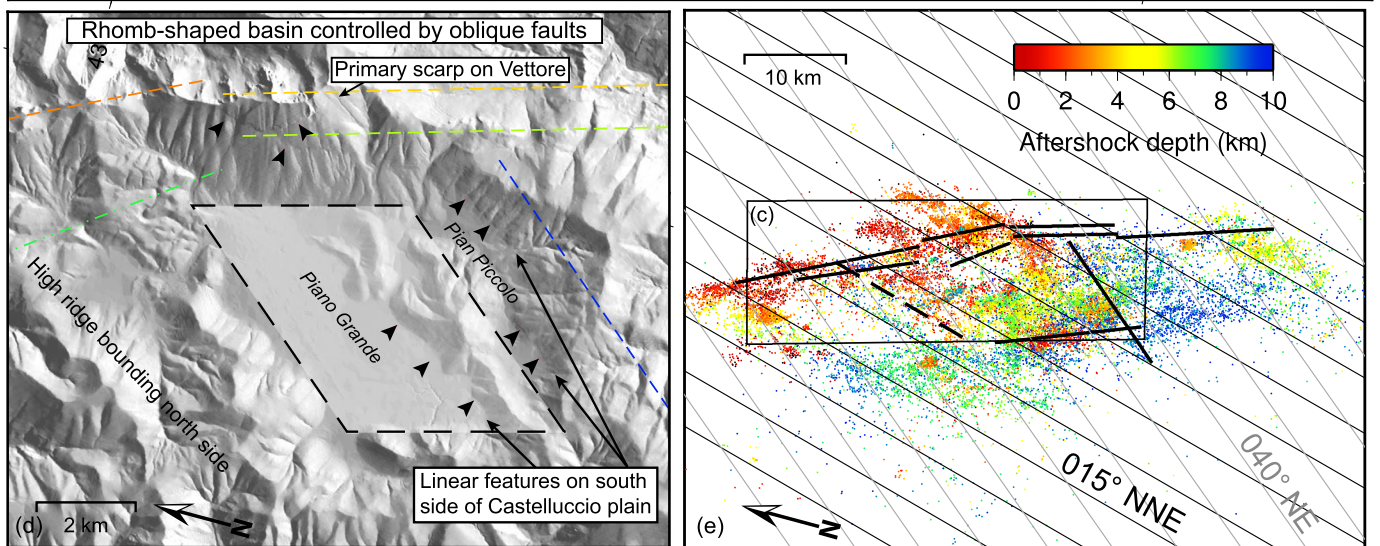 Rhomb-shaped basin controlled by oblique faults
43
Primary scarp on Vettore
Pian Piccolo
Piano Grande
High ridge bounding north side
Linear features on south
side of Castelluccio plain
2 km
N
(d)
10 km
0 2 4 6 8 10
Aftershock depth (km)
(c)
015° NNE
040° NE
N
(e)